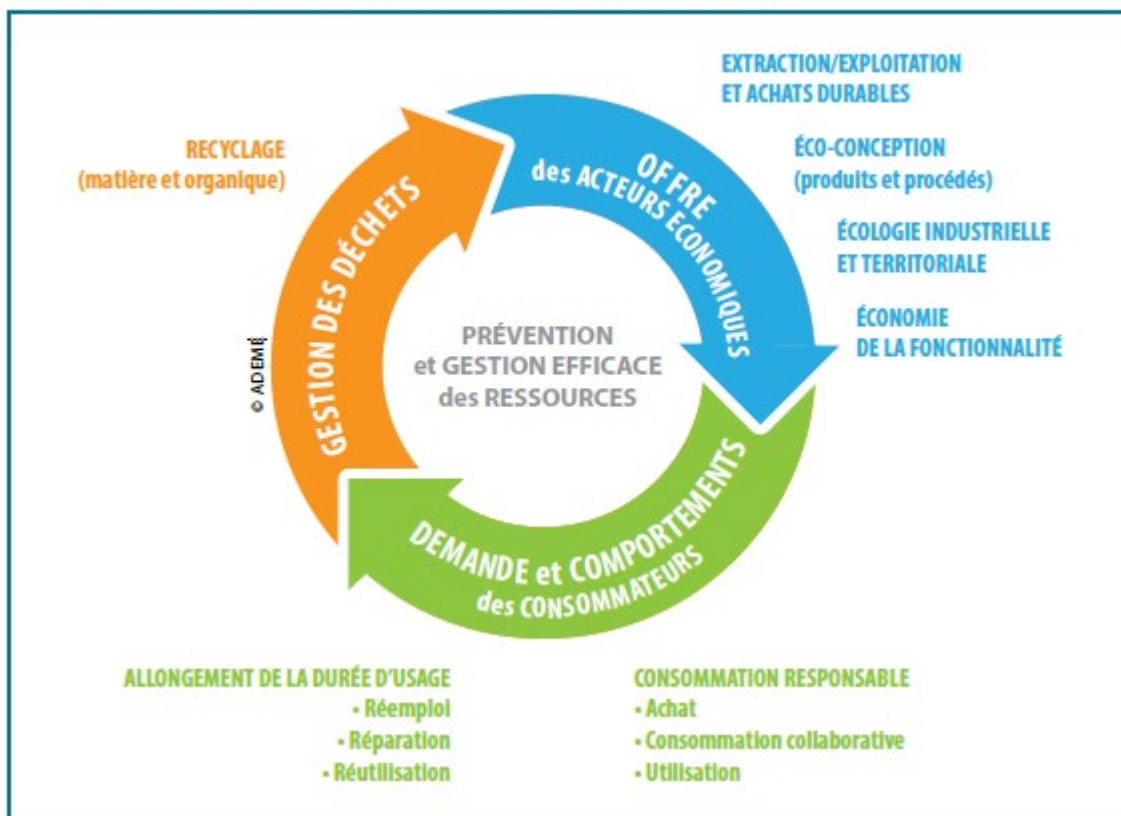 EXTRACTION/EXPLOITATION
ET ACHATS DURABLES
RECYCLAGE
(matière et organique)
ÉCO-CONCEPTION
(produits et procédés)
ÉCOLOGIE INDUSTRIELLE
ET TERRITORIALE
ÉCONOMIE
DE LA FONCTIONNALITÉ
OFFRE
des ACTEURS ÉCONOMIQUES
GESTION DES DÉCHETS
PRÉVENTION
et GESTION EFFICACE
des RESSOURCES
© ADEME
DEMANDE et COMPORTEMENTS
des CONSOMMATEURS
ALLONGEMENT DE LA DURÉE D'USAGE
• Réemploi
• Réparation
• Réutilisation
CONSOMMATION RESPONSABLE
• Achat
• Consommation collaborative
• Utilisation